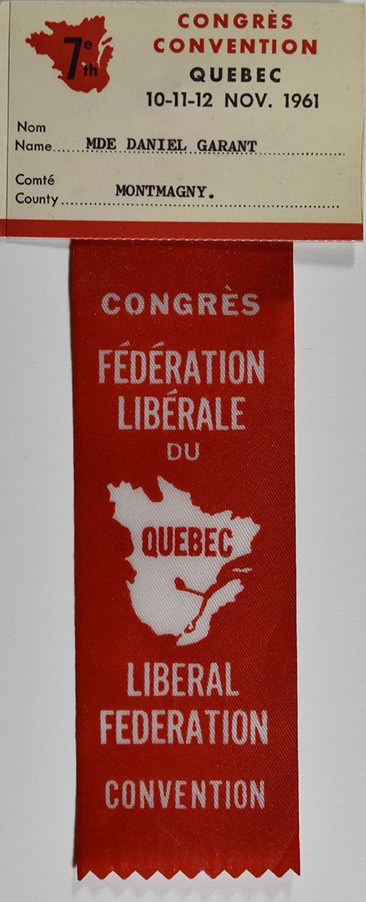 7e
th
CONGRÈS
CONVENTION
QUEBEC
10-11-12 NOV. 1961
Nom
Name......MDE DANIEL GARANT
Comté
County......MONTMAGNY.
CONGRÈS
FÉDÉRATION
LIBÉRALE
DU
QUEBEC
LIBERAL
FEDERATION
CONVENTION